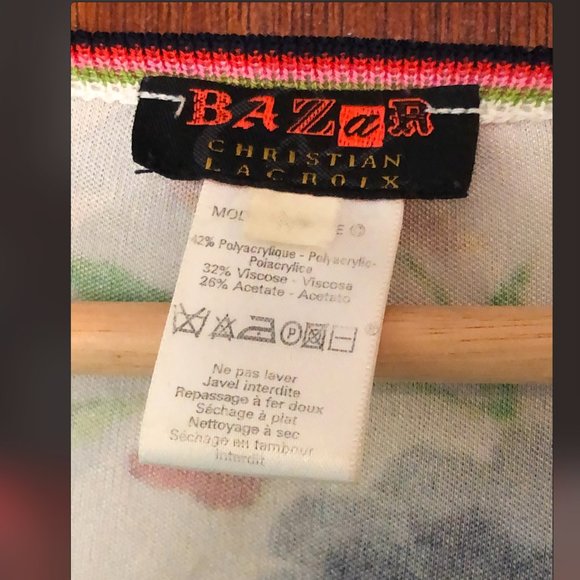 BAZaR
CHRISTIAN
LACROIX
MOD E ©
42% Polyacrylique - Polyacrylic-
Poiacrylica
32% Viscose - Viscosa
26% Acetate - Acetato
P
®
Ne pas laver
Javel interdite
Repassage à fer doux
Séchage à plat
Nettoyage à sec
Séchage en tambour
interdit